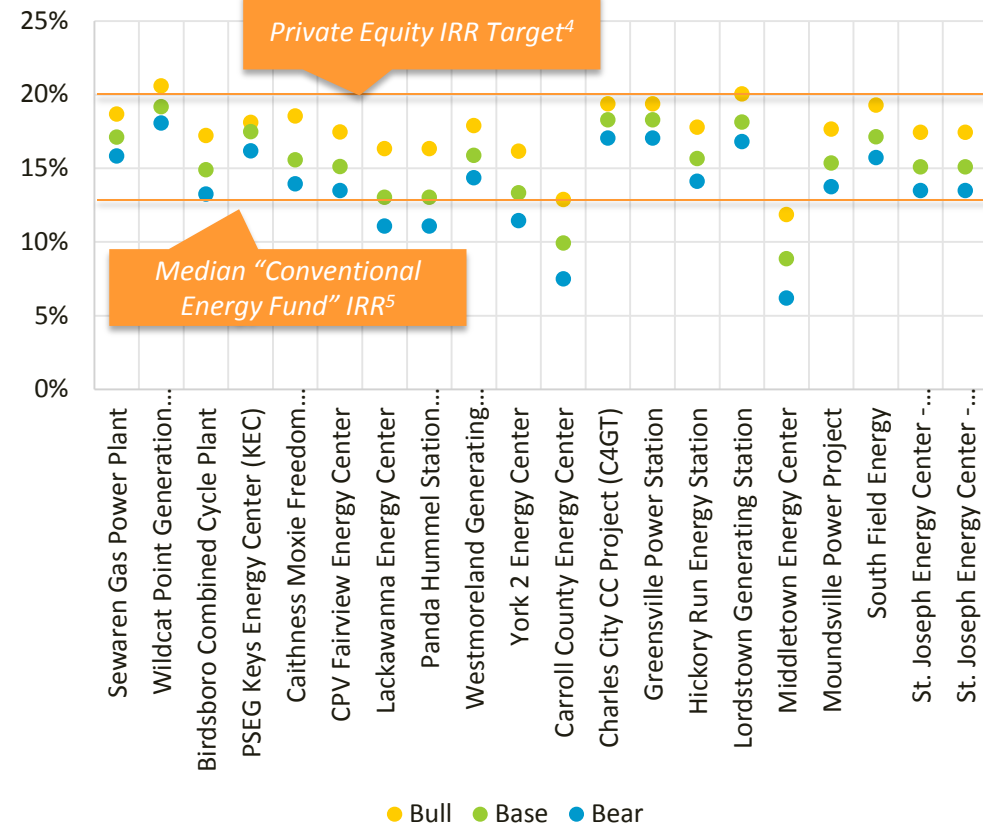 25%
Private Equity IRR Target⁴
20%
15%
10%
Median “Conventional
Energy Fund” IRR⁵
5%
0%
Sewaren Gas Power Plant
Wildcat Point Generation...
Birdsboro Combined Cycle Plant
PSEG Keys Energy Center (KEC)
Caithness Moxie Freedom...
CPV Fairview Energy Center
Lackawanna Energy Center
Panda Hummel Station...
Westmoreland Generating...
York 2 Energy Center
Carroll County Energy Center
Charles City CC Project (C4GT)
Greensville Power Station
Hickory Run Energy Station
Lordstown Generating Station
Middletown Energy Center
Moundsville Power Project
South Field Energy
St. Joseph Energy Center -...
St. Joseph Energy Center -...
Bull Base Bear